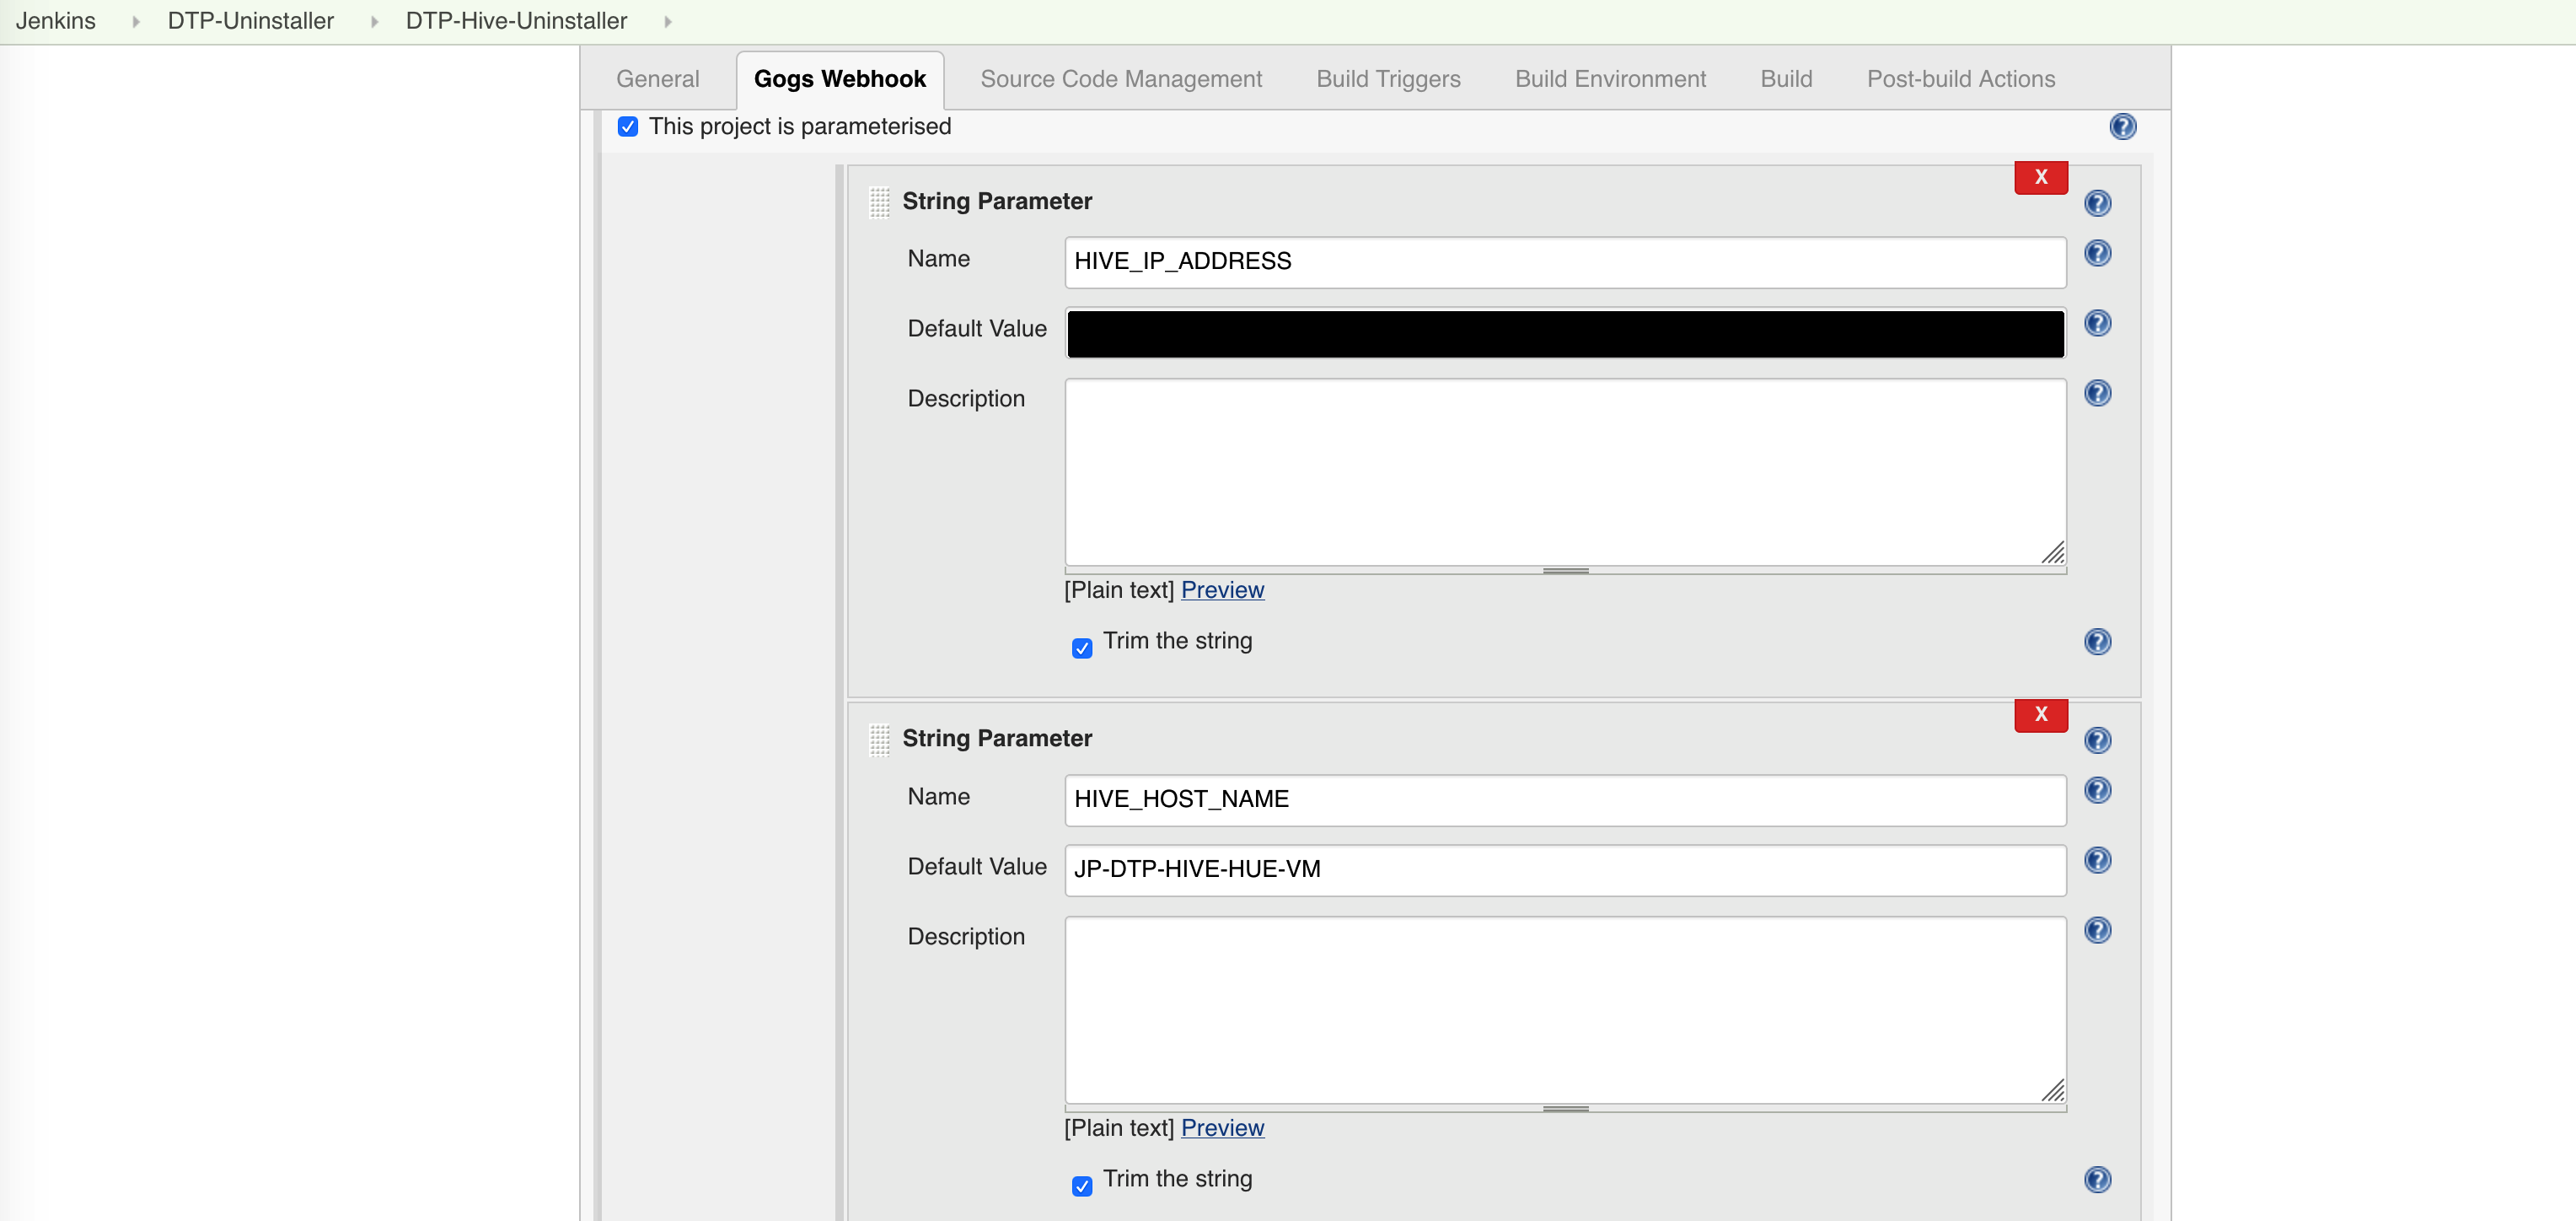 Jenkins DTP-Uninstaller DTP-Hive-Uninstaller
General Gogs Webhook Source Code Management Build Triggers Build Environment Build Post-build Actions
This project is parameterised ?
X
String Parameter ?
Name HIVE_IP_ADDRESS ?
Default Value ?
Description ?
[Plain text] Preview
Trim the string ?
X
String Parameter ?
Name HIVE_HOST_NAME ?
Default Value JP-DTP-HIVE-HUE-VM ?
Description ?
[Plain text] Preview
Trim the string ?